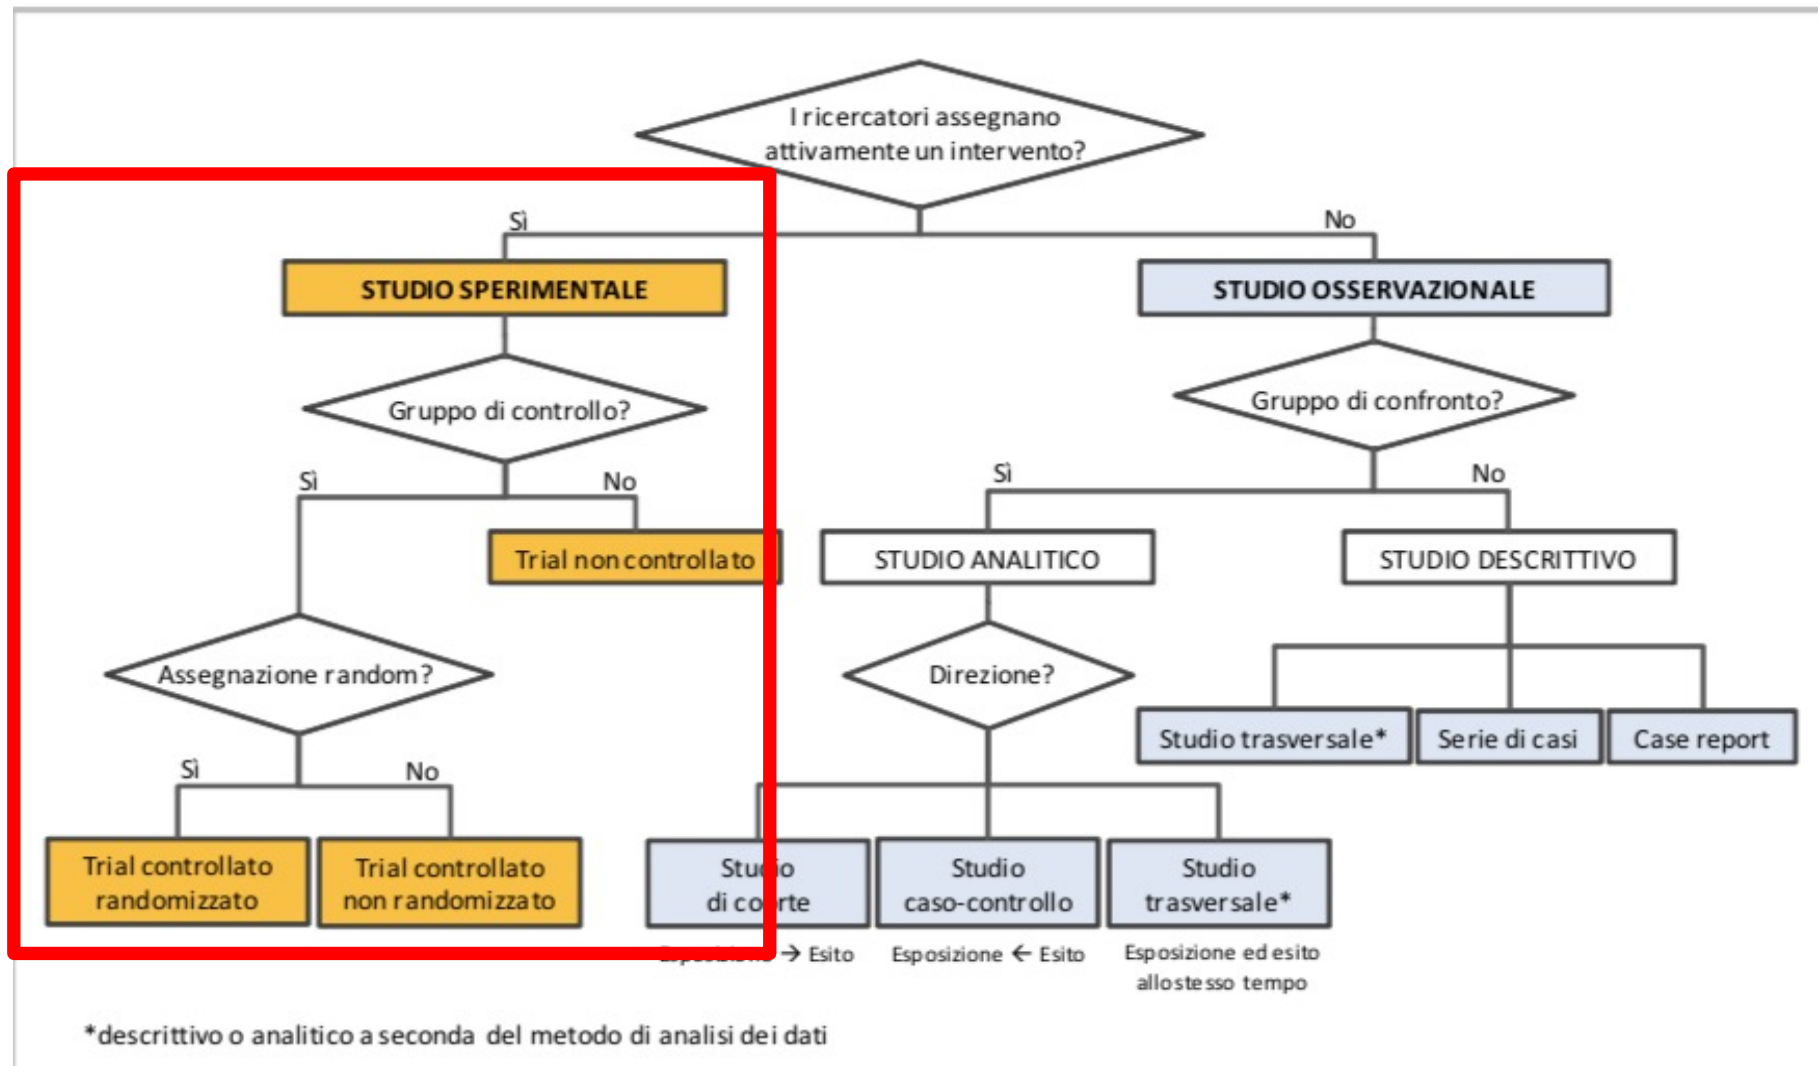 I ricercatori assegnano
attivamente un intervento?
Sì
No
STUDIO SPERIMENTALE
STUDIO OSSERVAZIONALE
Gruppo di controllo?
Gruppo di confronto?
Sì
No
Sì
No
Trial non controllato
STUDIO ANALITICO
STUDIO DESCRITTIVO
Assegnazione random?
Direzione?
Studio trasversale*
Serie di casi
Case report
Sì
No
Trial controllato
randomizzato
Trial controllato
non randomizzato
Studio
di coorte
Studio
caso-controllo
Studio
trasversale*
→ Esito
Esposizione ← Esito
Esposizione ed esito
allo stesso tempo
*descrittivo o analitico a seconda del metodo di analisi dei dati